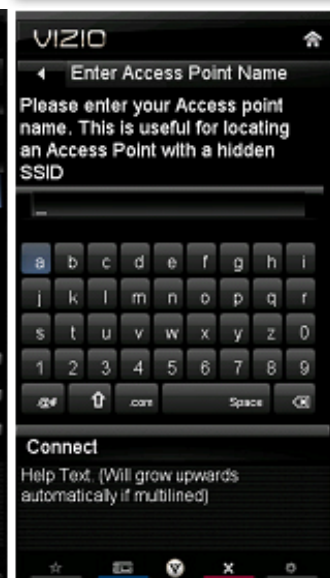 VIZIO
Enter Access Point Name
Please enter your Access point
name. This is useful for locating
an Access Point with a hidden
SSID
_
a b c d e f g h i
j k l m n o p q r
s t u v w x y z 0
1 2 3 4 5 6 7 8 9
.@# .com Space
Connect
Help Text. (Will grow upwards
automatically if multilined)